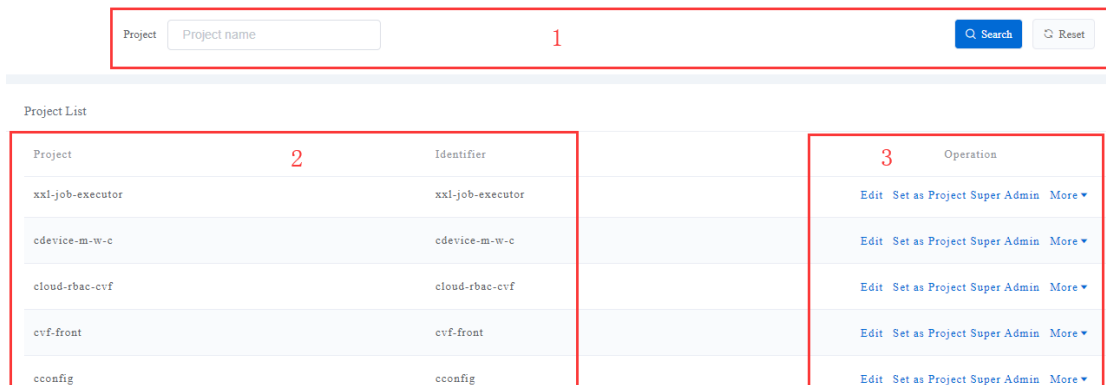 Project Project name 1 Search Reset
Project List
Project 2 Identifier 3 Operation
xxl-job-executor xxl-job-executor Edit Set as Project Super Admin More
cdevice-m-w-c cdevice-m-w-c Edit Set as Project Super Admin More
cloud-rbac-cvf cloud-rbac-cvf Edit Set as Project Super Admin More
cvf-front cvf-front Edit Set as Project Super Admin More
cconfig cconfig Edit Set as Project Super Admin More